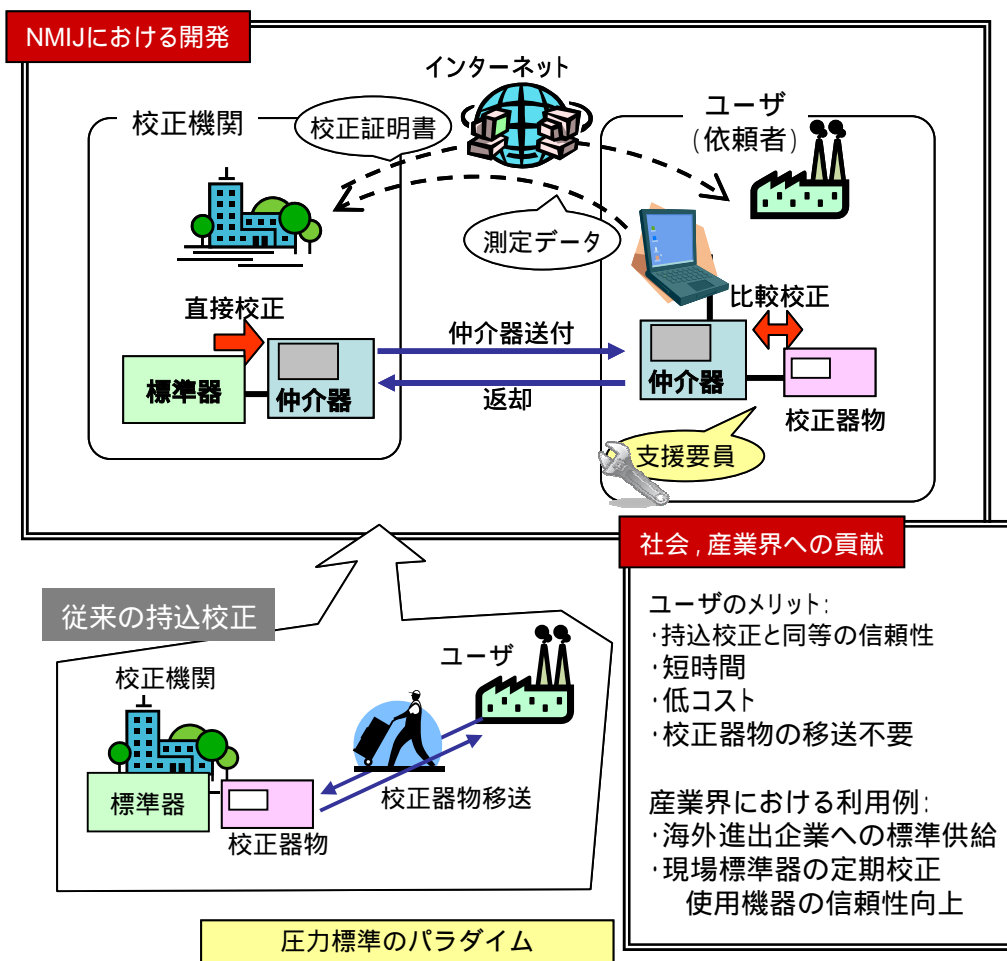 NMIJにおける開発
インターネット
校正機関
校正証明書
ユーザ
(依頼者)
測定データ
直接校正
比較校正
仲介器送付
標準器
仲介器
返却
仲介器
校正器物
支援要員
社会,産業界への貢献
ユーザのメリット:
・持込校正と同等の信頼性
・短時間
・低コスト
・校正器物の移送不要
産業界における利用例:
・海外進出企業への標準供給
・現場標準器の定期校正
使用機器の信頼性向上
従来の持込校正
ユーザ
校正機関
標準器
校正器物移送
校正器物
圧力標準のパラダイム